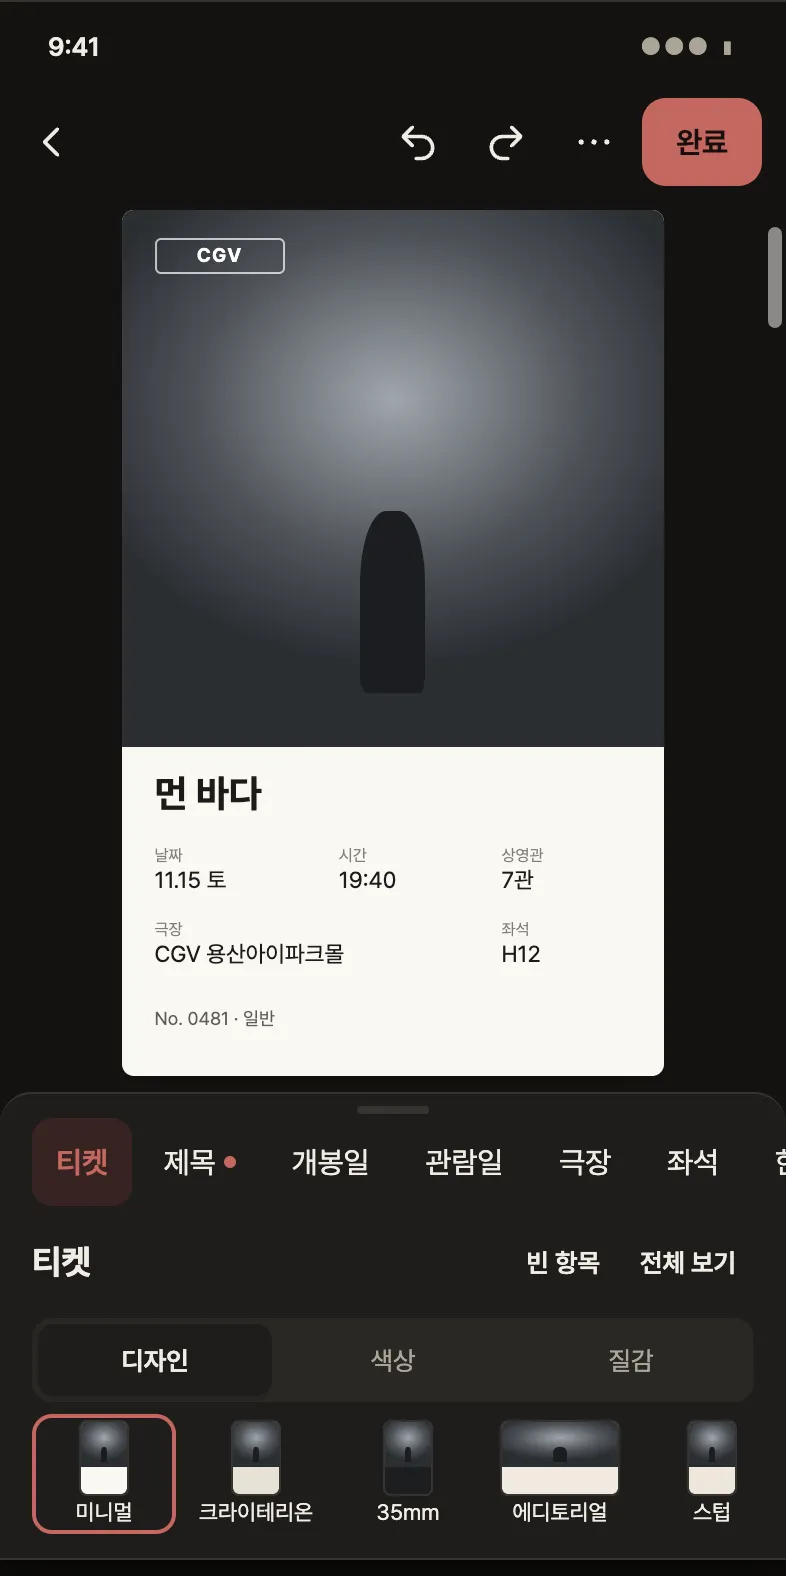 9:41
완료
CGV
먼 바다
날짜 시간 상영관
11.15 토 19:40 7관
극장 좌석
CGV 용산아이파크몰 H12
No. 0481 · 일반
티켓 제목 개봉일 관람일 극장 좌석
티켓 빈 항목 전체 보기
디자인 색상 질감
미니멀 크라이테리온 35mm 에디토리얼 스텁